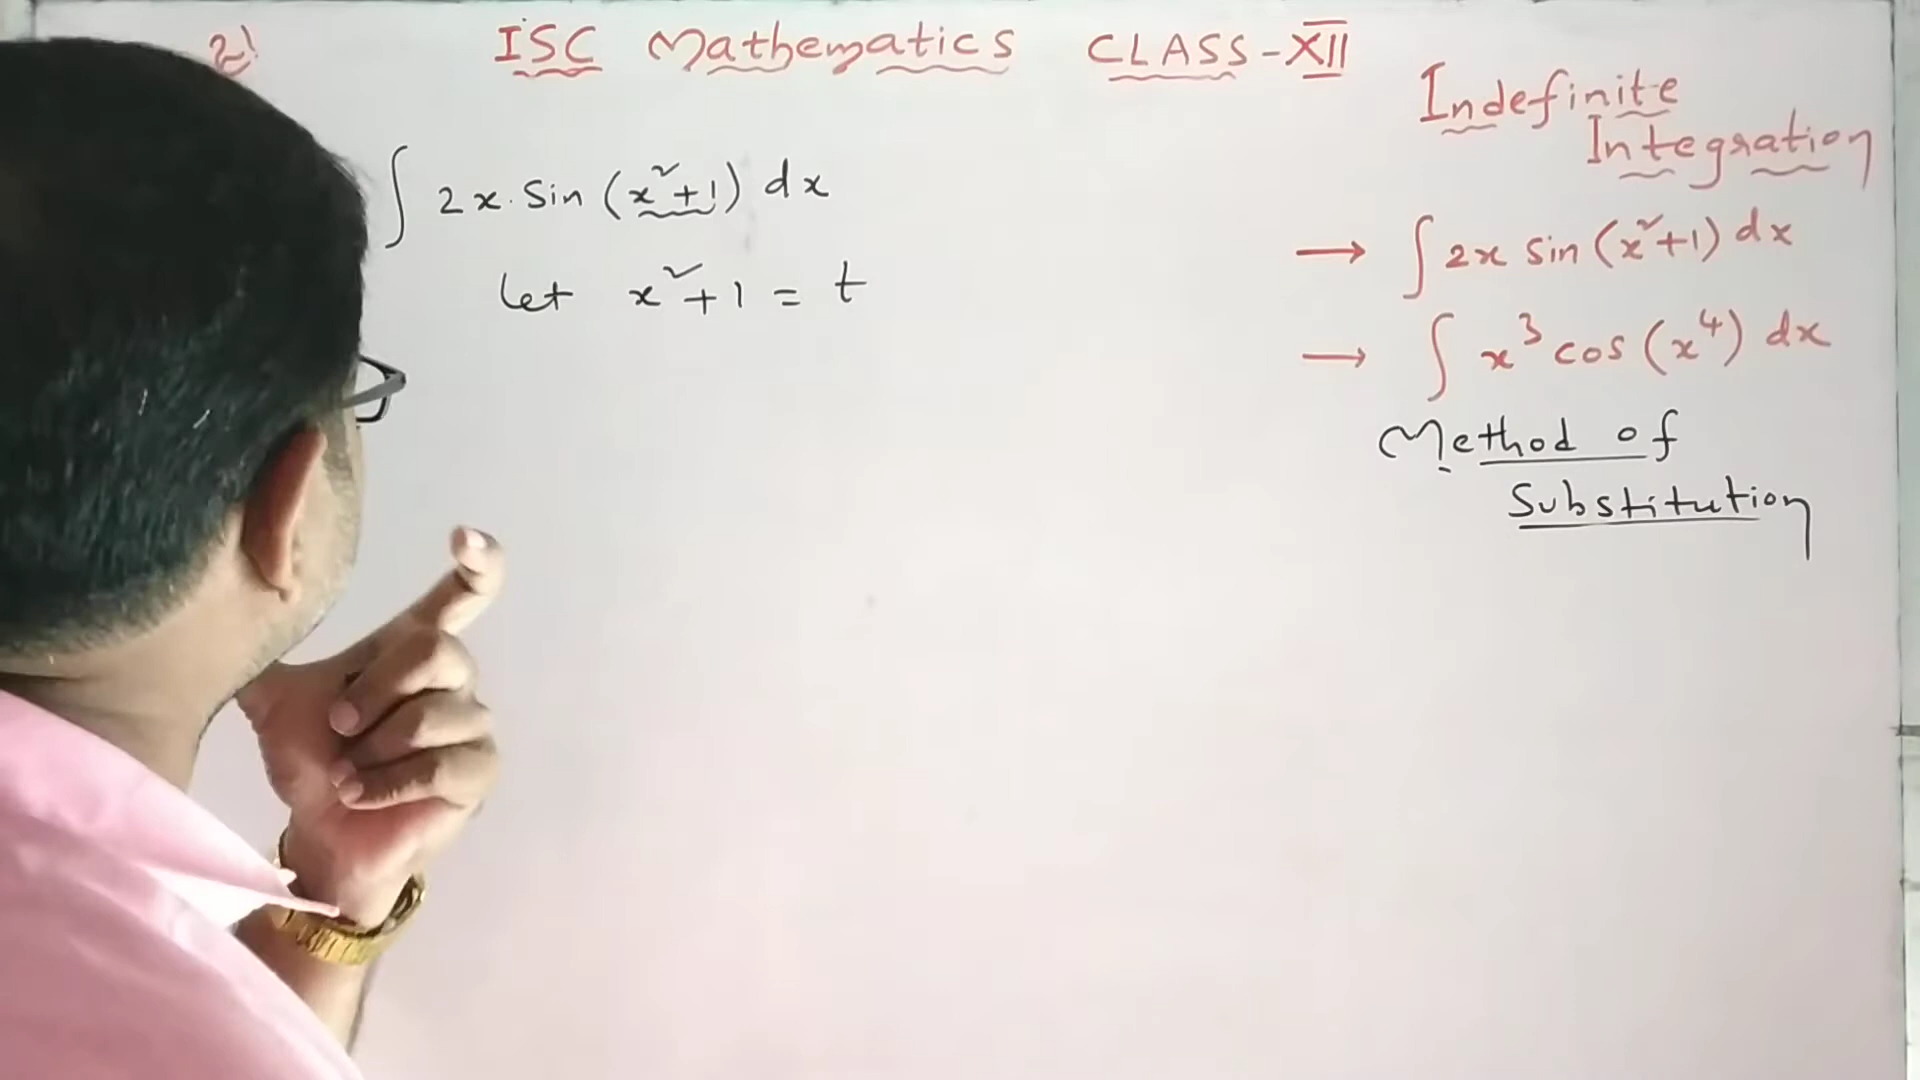 2!
ISC Mathematics CLASS-XII
Indefinite
Integration
∫ 2x. Sin (x²+1) dx
let x²+1 = t
→ ∫ 2x sin (x²+1) dx
→ ∫ x³ cos (x⁴) dx
Method of
Substitution